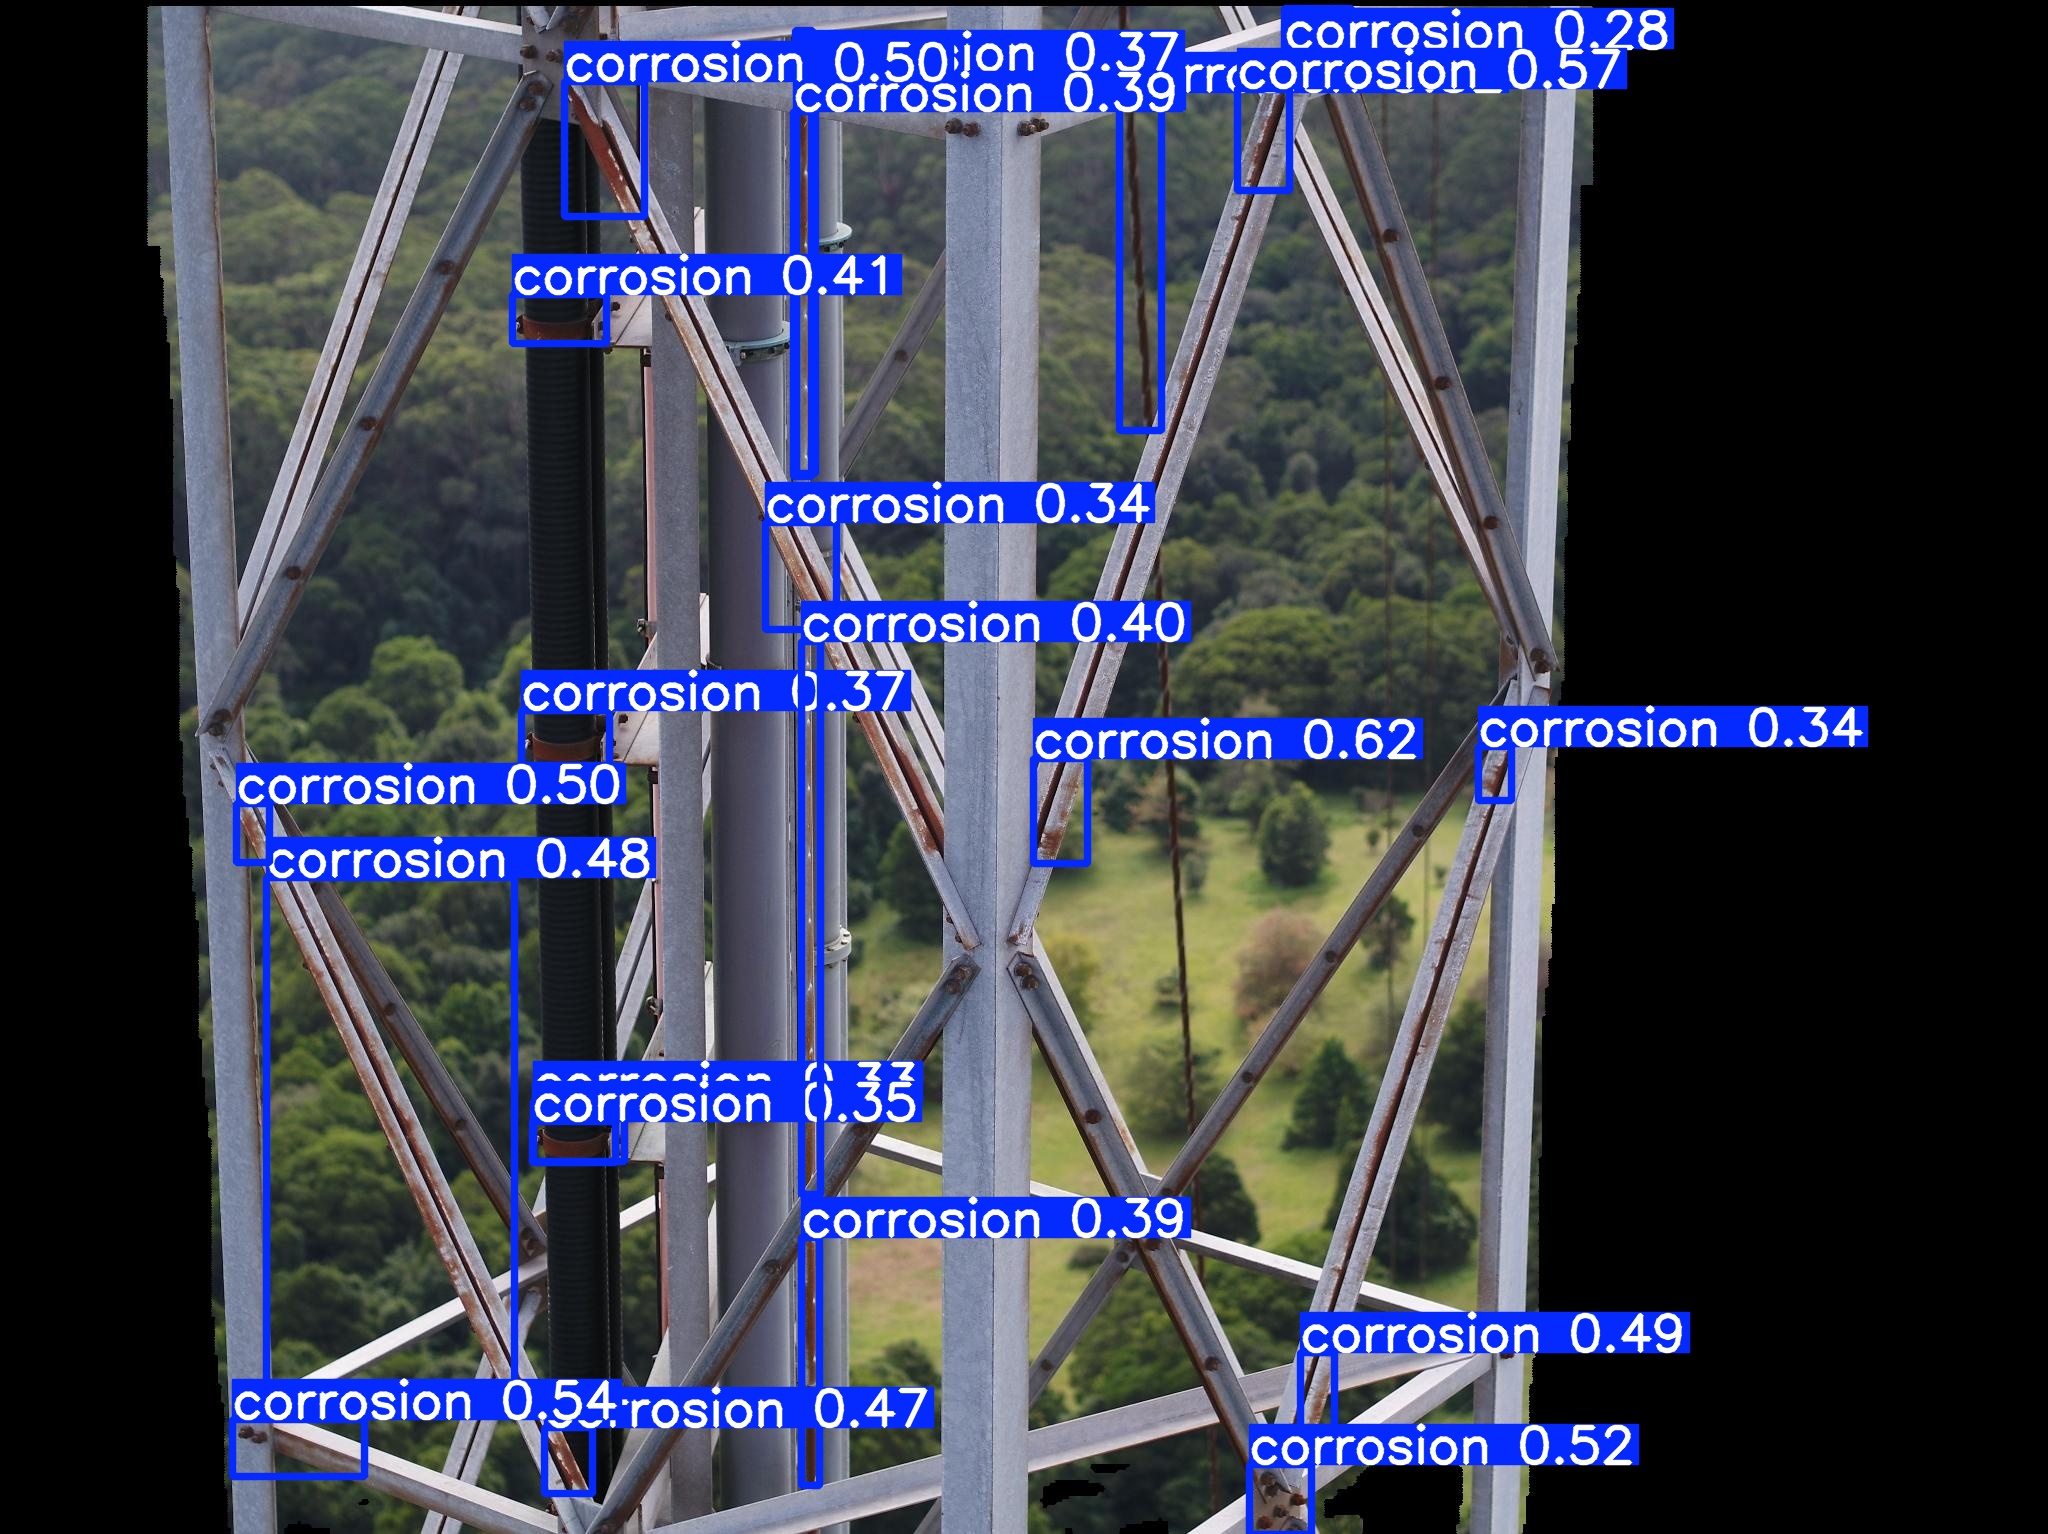 corrosion 0.28
corrosion 0.50
ion 0.37
corrosion 0.57
corrosion 0.39
corrosion 0.41
corrosion 0.34
corrosion 0.40
corrosion 0.37
corrosion 0.34
corrosion 0.62
corrosion 0.50
corrosion 0.48
corrosion 0.33
corrosion 0.35
corrosion 0.39
corrosion 0.49
corrosion 0.54
rosion 0.47
corrosion 0.52